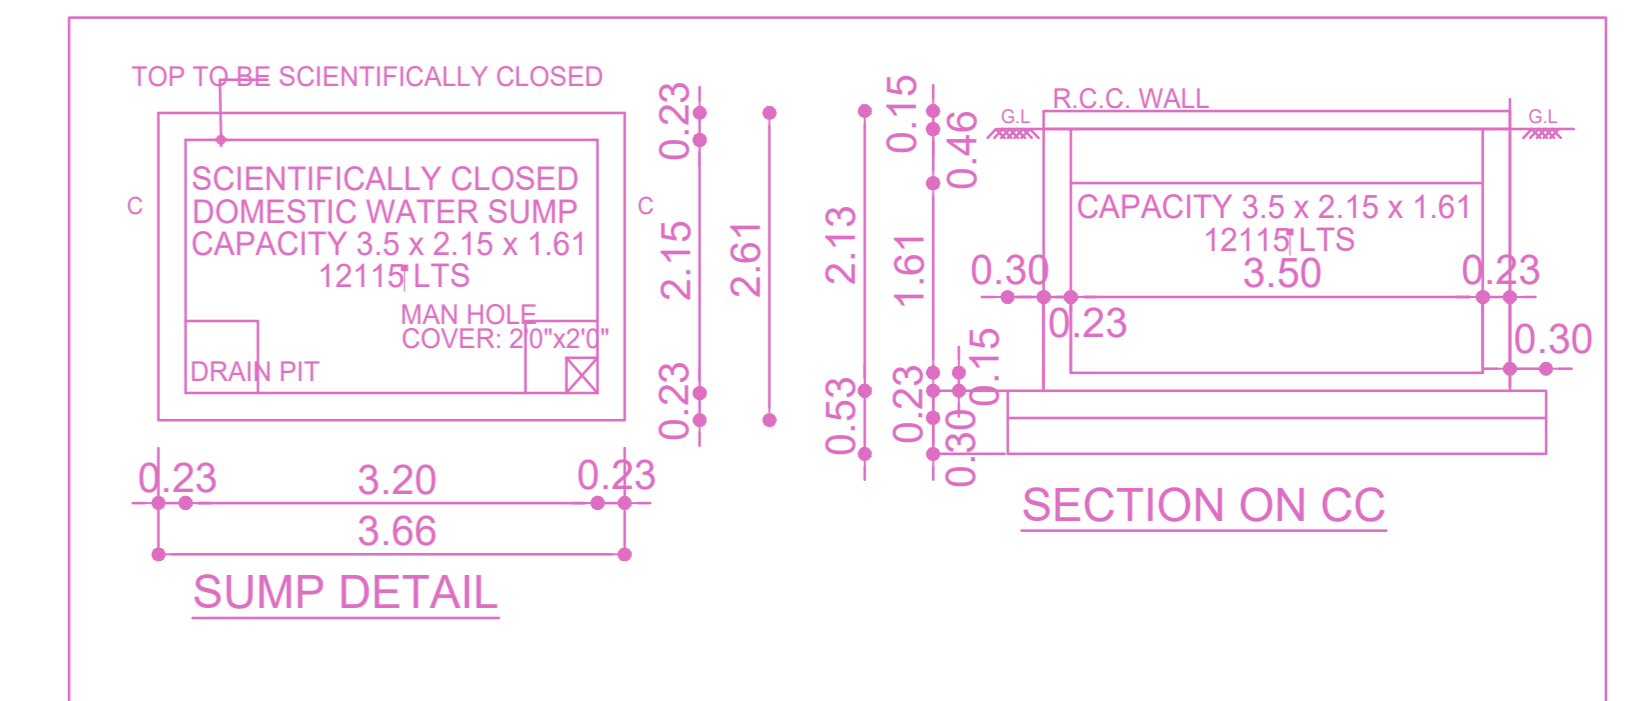 TOP TO BE SCIENTIFICALLY CLOSED
C
SCIENTIFICALLY CLOSED
DOMESTIC WATER SUMP
CAPACITY 3.5 x 2.15 x 1.61
12115 LTS
C
MAN HOLE
COVER: 2'0"x2'0"
DRAIN PIT
0.23
2.15
0.23
2.61
0.23
3.20
0.23
3.66
SUMP DETAIL
2.13
0.53
0.15
0.46
1.61
0.15
0.23
0.30
R.C.C. WALL
G.L
G.L
CAPACITY 3.5 x 2.15 x 1.61
12115 LTS
0.30
3.50
0.23
0.23
0.30
SECTION ON CC